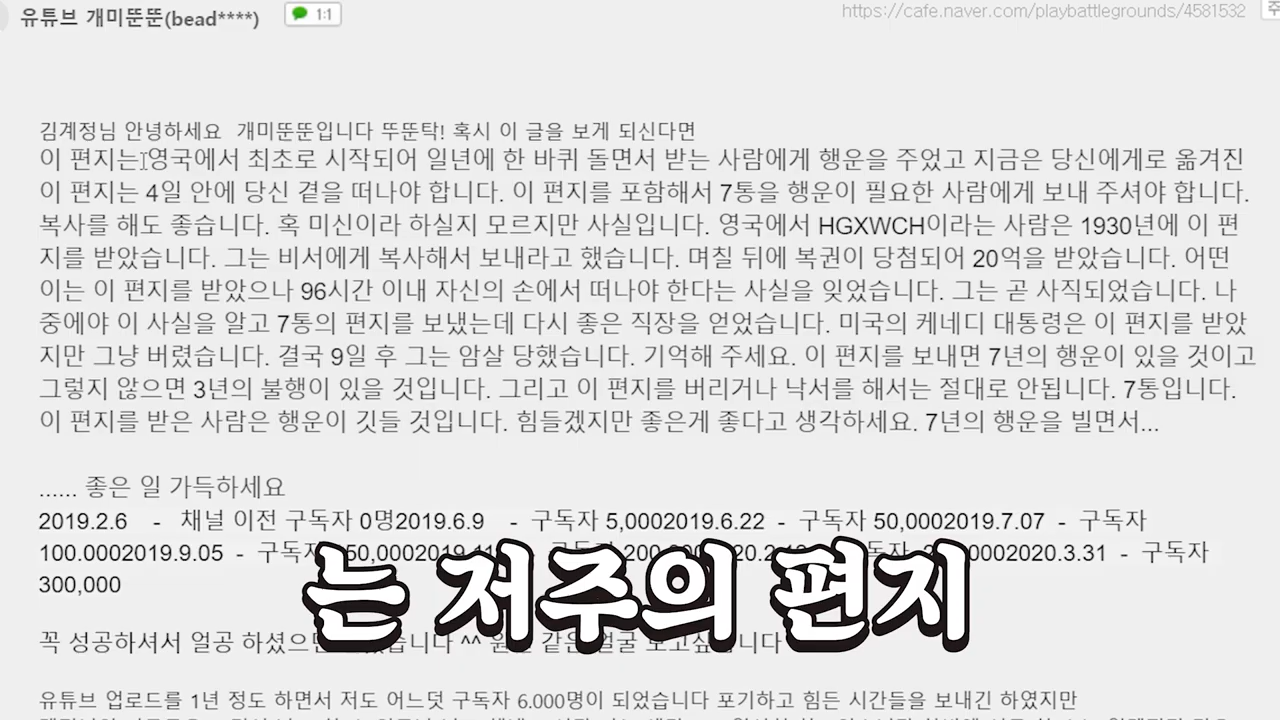 유튜브 개미뚠뚠(bead****) 1:1 https://cafe.naver.com/playbattlegrounds/4581532
김계정님 안녕하세요 개미뚠뚠입니다 뚜뚠탁! 혹시 이 글을 보게 되신다면
이 편지는 영국에서 최초로 시작되어 일년에 한 바퀴 돌면서 받는 사람에게 행운을 주었고 지금은 당신에게로 옮겨진
이 편지는 4일 안에 당신 곁을 떠나야 합니다. 이 편지를 포함해서 7통을 행운이 필요한 사람에게 보내 주셔야 합니다.
복사를 해도 좋습니다. 혹 미신이라 하실지 모르지만 사실입니다. 영국에서 HGXWCH이라는 사람은 1930년에 이 편
지를 받았습니다. 그는 비서에게 복사해서 보내라고 했습니다. 며칠 뒤에 복권이 당첨되어 20억을 받았습니다. 어떤
이는 이 편지를 받았으나 96시간 이내 자신의 손에서 떠나야 한다는 사실을 잊었습니다. 그는 곧 사직되었습니다. 나
중에야 이 사실을 알고 7통의 편지를 보냈는데 다시 좋은 직장을 얻었습니다. 미국의 케네디 대통령은 이 편지를 받았
지만 그냥 버렸습니다. 결국 9일 후 그는 암살 당했습니다. 기억해 주세요. 이 편지를 보내면 7년의 행운이 있을 것이고
그렇지 않으면 3년의 불행이 있을 것입니다. 그리고 이 편지를 버리거나 낙서를 해서는 절대로 안됩니다. 7통입니다.
이 편지를 받은 사람은 행운이 깃들 것입니다. 힘들겠지만 좋은게 좋다고 생각하세요. 7년의 행운을 빌면서...
...... 좋은 일 가득하세요
2019.2.6 - 채널 이전 구독자 0명2019.6.9 - 구독자 5,0002019.6.22 - 구독자 50,0002019.7.07 - 구독자
100.0002019.9.05 - - 구독자
300,000
는 저주의 편지
꼭 성공하셔서 얼공 ^^
유튜브 업로드를 1년 정도 하면서 저도 어느덧 구독자 6.000명이 되었습니다 포기하고 힘든 시간들을 보내긴 하였지만